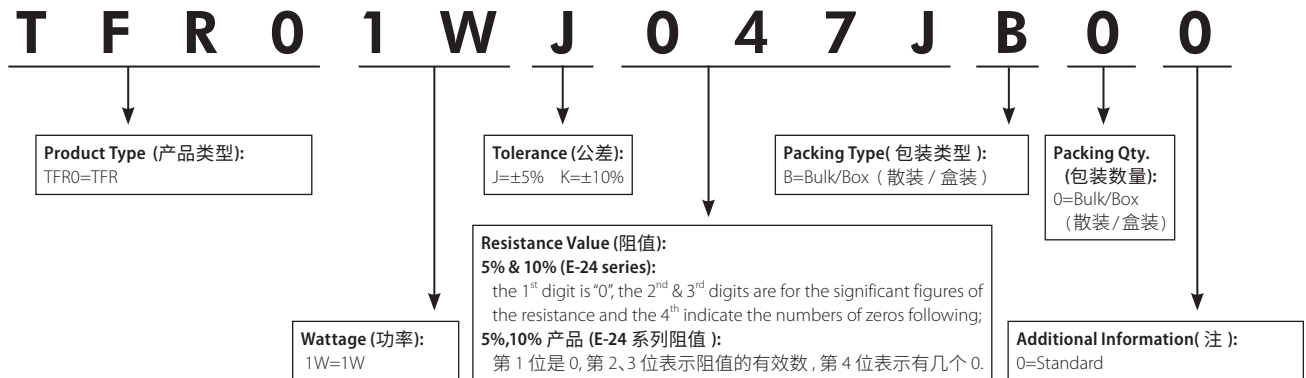 T F R 0 1 W J 0 4 7 J B 0 0
Product Type (产品类型):
TFR0=TFR
Tolerance (公差):
J=±5% K=±10%
Packing Type( 包装类型 ):
B=Bulk/Box ( 散装 / 盒装 )
Packing Qty.
(包装数量):
0=Bulk/Box
(散装/盒装)
Resistance Value (阻值):
5% & 10% (E-24 series):
the 1st digit is "0", the 2nd & 3rd digits are for the significant figures of
the resistance and the 4th indicate the numbers of zeros following;
5%,10% 产品 (E-24 系列阻值 ):
第 1 位是 0, 第 2、3 位表示阻值的有效数 , 第 4 位表示有几个 0.
Wattage (功率):
1W=1W
Additional Information( 注 ):
0=Standard